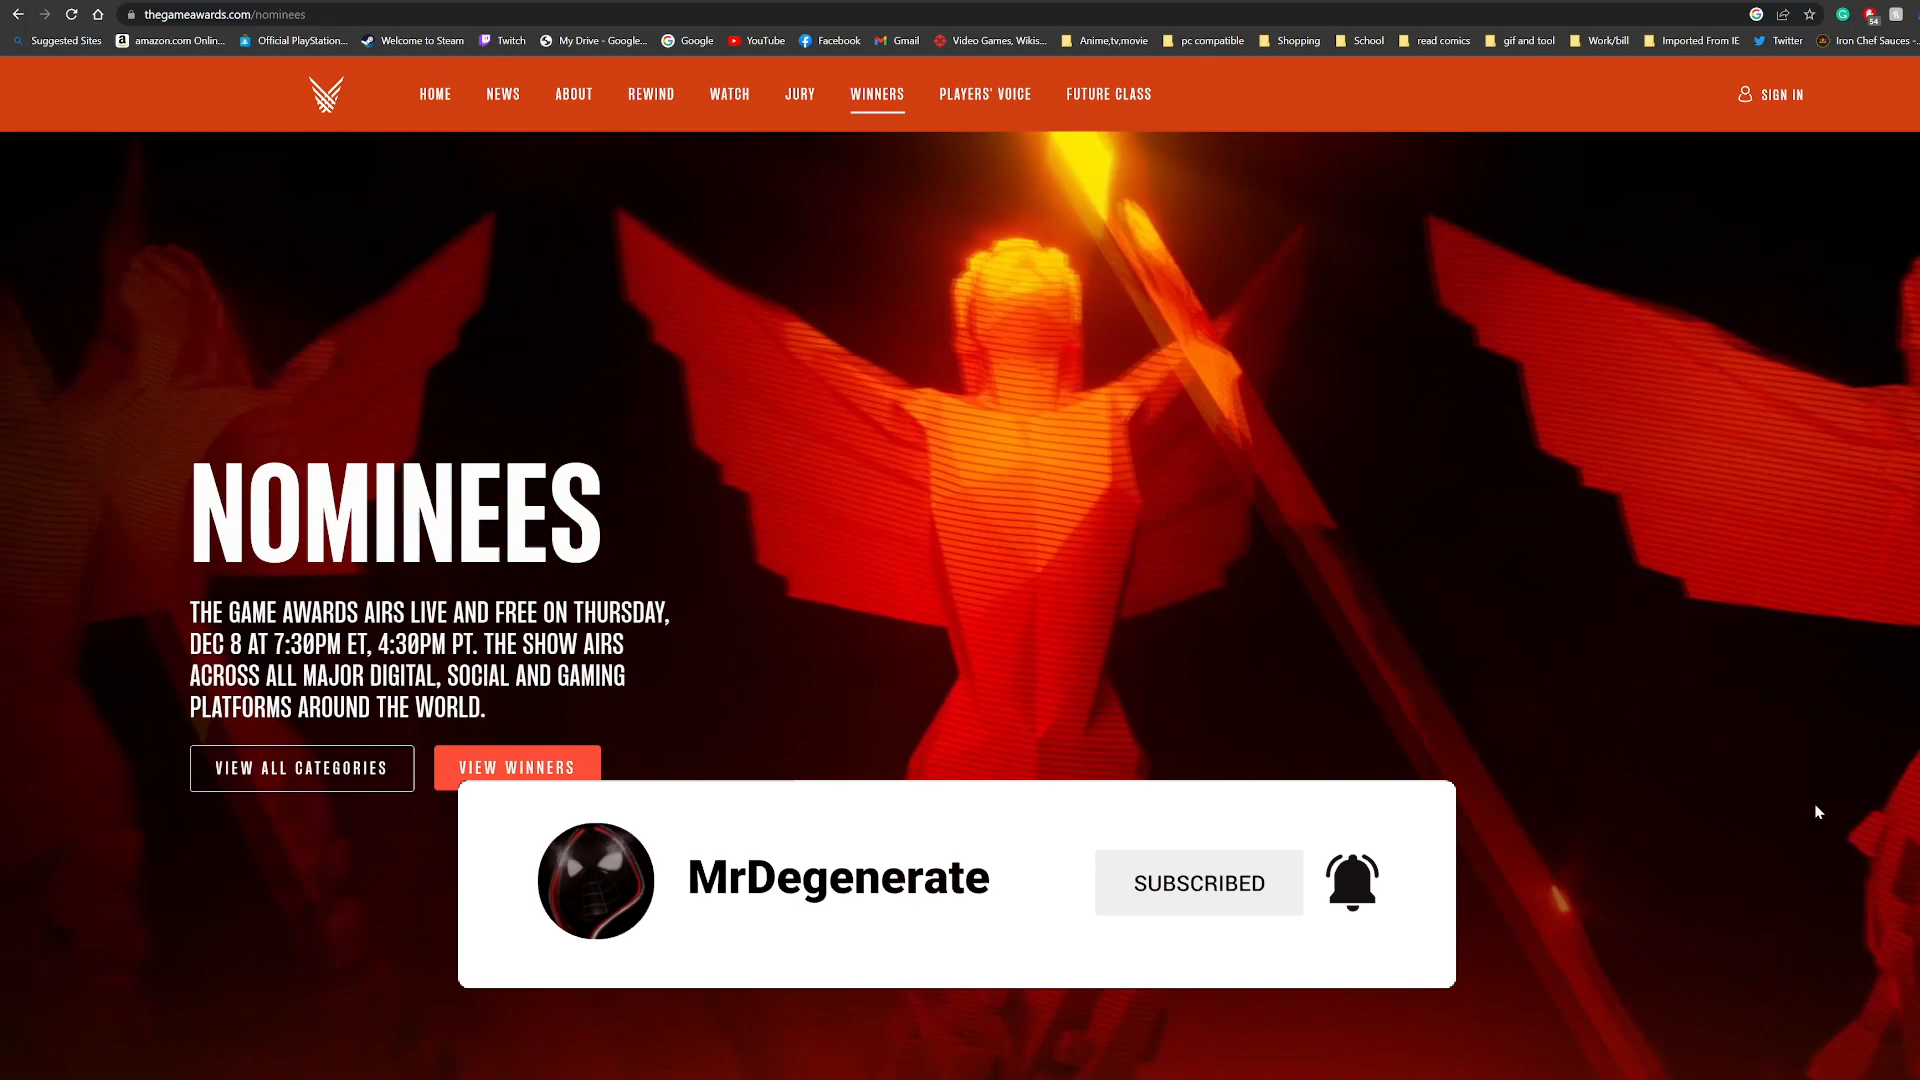 thegameawards.com/nominees
54
Suggested Sites
amazon.com Onlin...
Official PlayStation...
Welcome to Steam
Twitch
My Drive - Google...
Google
YouTube
Facebook
Gmail
Video Games, Wikis...
Anime,tv,movie
pc compatible
Shopping
School
read comics
gif and tool
Work/bill
Imported From IE
Twitter
Iron Chef Sauces -...
HOME
NEWS
ABOUT
REWIND
WATCH
JURY
WINNERS
PLAYERS' VOICE
FUTURE CLASS
SIGN IN
NOMINEES
THE GAME AWARDS AIRS LIVE AND FREE ON THURSDAY,
DEC 8 AT 7:30PM ET, 4:30PM PT. THE SHOW AIRS
ACROSS ALL MAJOR DIGITAL, SOCIAL AND GAMING
PLATFORMS AROUND THE WORLD.
VIEW ALL CATEGORIES
VIEW WINNERS
MrDegenerate
SUBSCRIBED